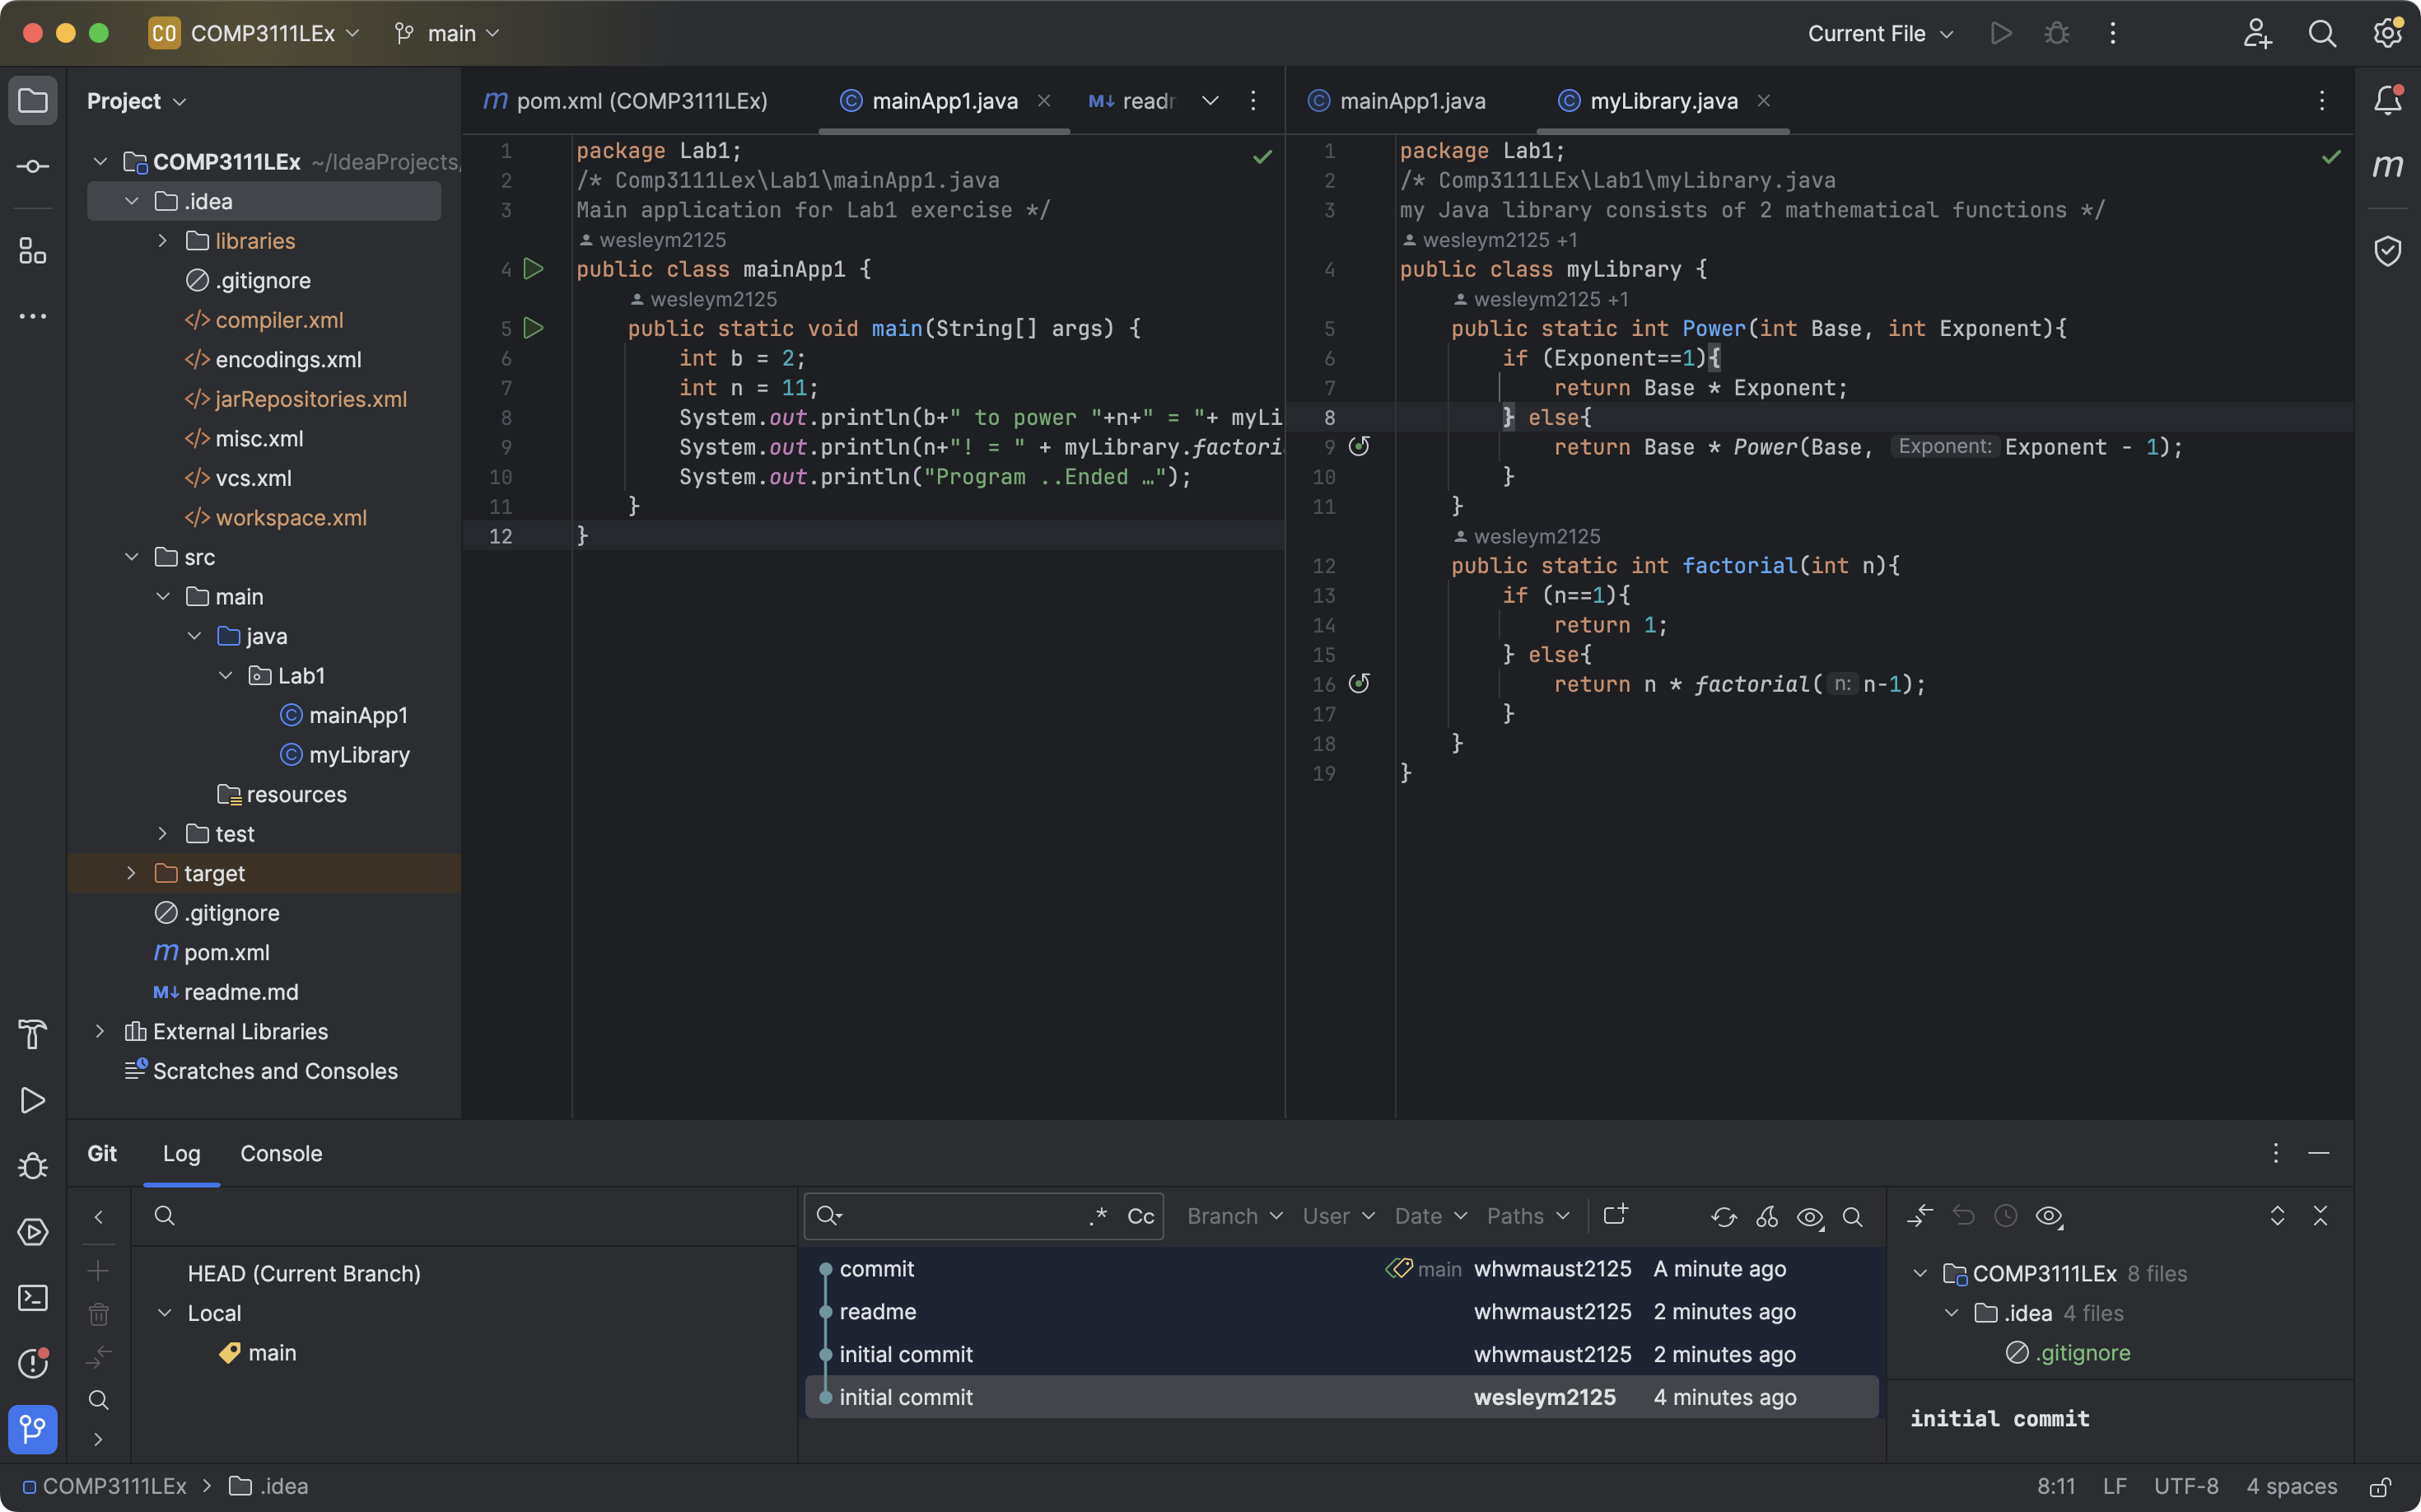 CO COMP3111LEx main Current File
Project
COMP3111LEx ~/IdeaProjects,
.idea
libraries
.gitignore
compiler.xml
encodings.xml
jarRepositories.xml
misc.xml
vcs.xml
workspace.xml
src
main
java
Lab1
mainApp1
myLibrary
resources
test
target
.gitignore
pom.xml
readme.md
External Libraries
Scratches and Consoles
m pom.xml (COMP3111LEx) mainApp1.java M↓ readr
1 package Lab1;
2 /* Comp3111Lex\Lab1\mainApp1.java
3 Main application for Lab1 exercise */
wesleym2125
4 public class mainApp1 {
wesleym2125
5 public static void main(String[] args) {
6 int b = 2;
7 int n = 11;
8 System.out.println(b+" to power "+n+" = "+ myLi
9 System.out.println(n+"! = " + myLibrary.factori
10 System.out.println("Program ..Ended …");
11 }
12 }
mainApp1.java myLibrary.java
1 package Lab1;
2 /* Comp3111LEx\Lab1\myLibrary.java
3 my Java library consists of 2 mathematical functions */
wesleym2125 +1
4 public class myLibrary {
wesleym2125 +1
5 public static int Power(int Base, int Exponent){
6 if (Exponent==1){
7 return Base * Exponent;
8 } else{
9 return Base * Power(Base, Exponent: Exponent - 1);
10 }
11 }
wesleym2125
12 public static int factorial(int n){
13 if (n==1){
14 return 1;
15 } else{
16 return n * factorial( n: n-1);
17 }
18 }
19 }
Git Log Console
HEAD (Current Branch)
Local
main
.* Cc Branch User Date Paths
commit main whwmaust2125 A minute ago
readme whwmaust2125 2 minutes ago
initial commit whwmaust2125 2 minutes ago
initial commit wesleym2125 4 minutes ago
COMP3111LEx 8 files
.idea 4 files
.gitignore
initial commit
COMP3111LEx > .idea 8:11 LF UTF-8 4 spaces